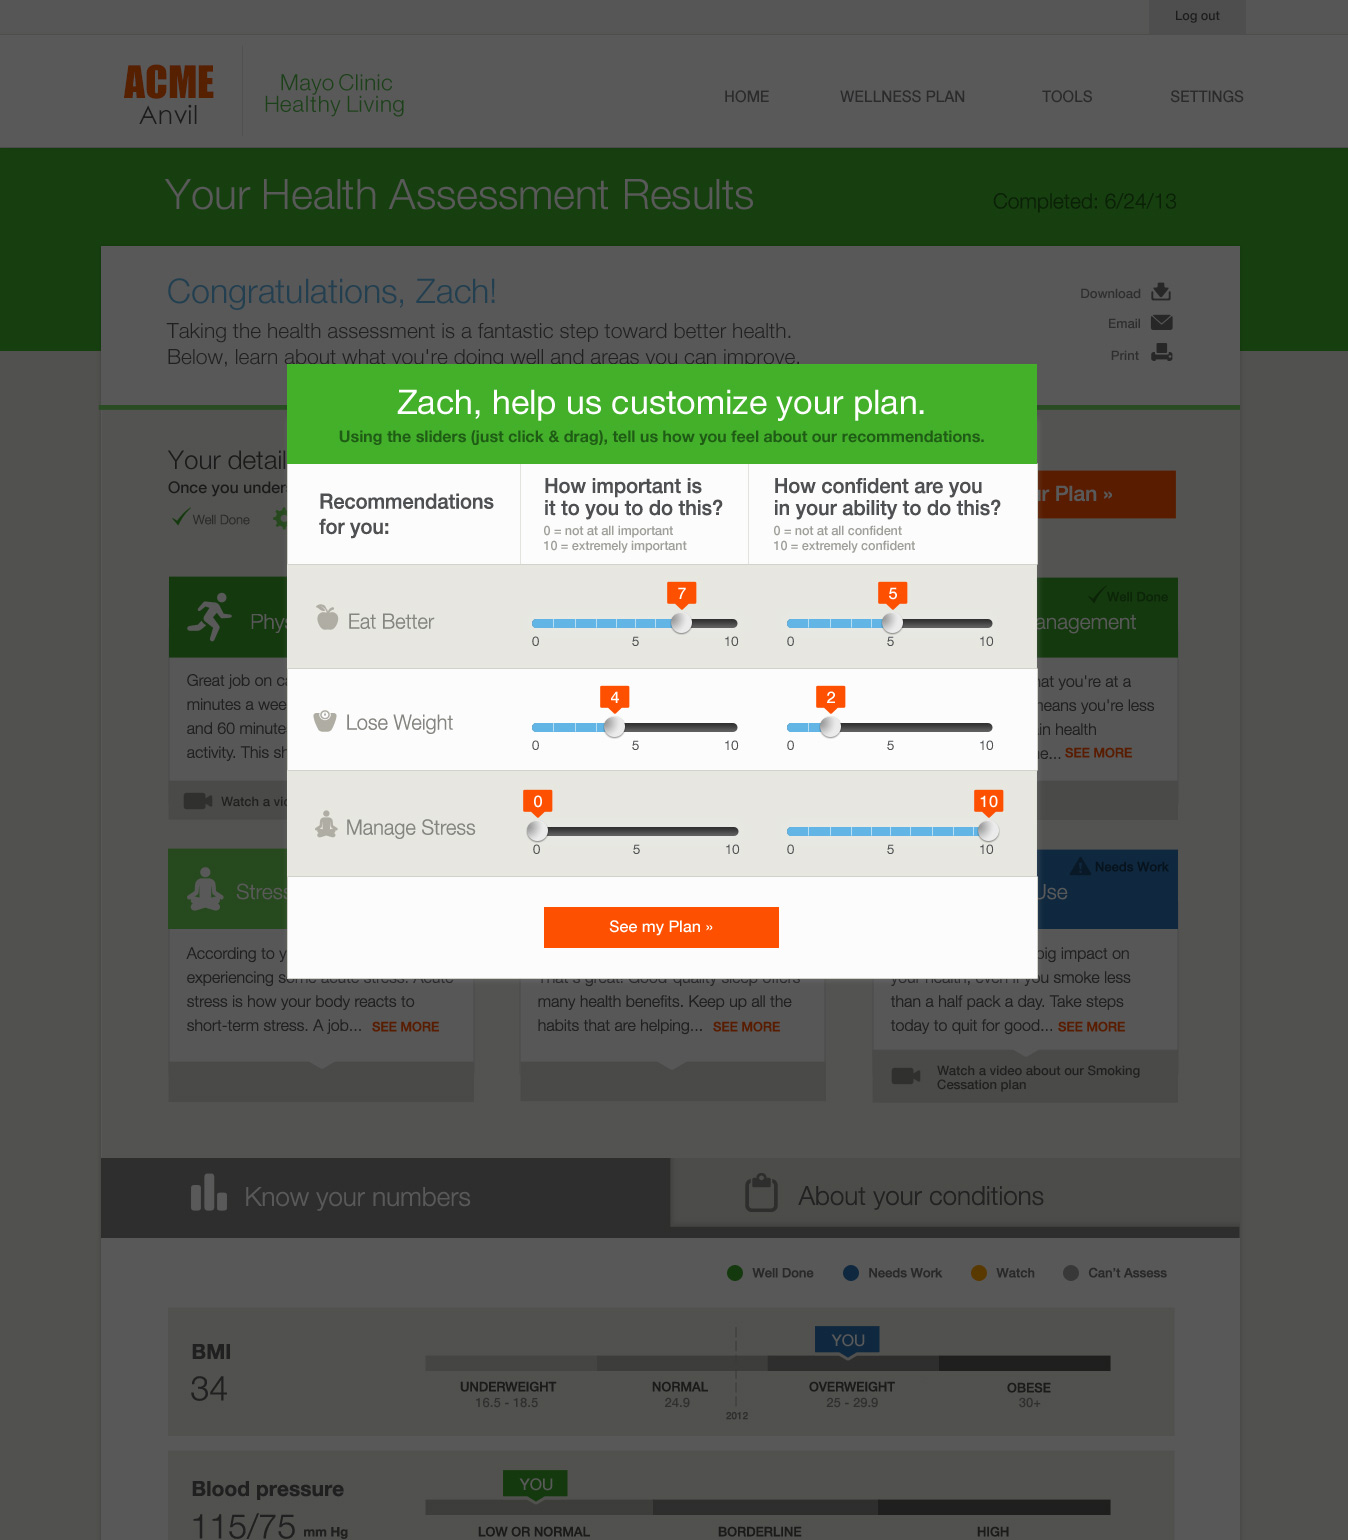 Log out
ACME
Anvil
Mayo Clinic
Healthy Living
HOME
WELLNESS PLAN
TOOLS
SETTINGS
Your Health Assessment Results
Completed: 6/24/13
Congratulations, Zach!
Taking the health assessment is a fantastic step toward better health.
Below, learn about what you're doing well and areas you can improve.
Download
Email
Print
Zach, help us customize your plan.
Using the sliders (just click & drag), tell us how you feel about our recommendations.
Recommendations
for you:
How important is
it to you to do this?
0 = not at all important
10 = extremely important
How confident are you
in your ability to do this?
0 = not at all confident
10 = extremely confident
Eat Better
7
0 5 10
5
0 5 10
Lose Weight
4
0 5 10
2
0 5 10
Manage Stress
0
0 5 10
10
0 5 10
See my Plan »
Your
Once you
Well Done
Plan »
Great job on
minutes a
and 60
activity. This
Watch a
Well Done
you're at a
means you're less
in health
SEE MORE
Stress
According to
experiencing some acute stress. Acute
stress is how your body reacts to
short-term stress. A job... SEE MORE
That's great! Good-quality sleep offers
many health benefits. Keep up all the
habits that are helping... SEE MORE
Needs Work
Use
big impact on
your health, even if you smoke less
than a half pack a day. Take steps
today to quit for good... SEE MORE
Watch a video about our Smoking
Cessation plan
Know your numbers
About your conditions
Well Done
Needs Work
Watch
Can't Assess
BMI
34
YOU
UNDERWEIGHT
16.5 - 18.5
NORMAL
24.9
2012
OVERWEIGHT
25 - 29.9
OBESE
30+
Blood pressure
115/75 mm Hg
YOU
LOW OR NORMAL
BORDERLINE
HIGH